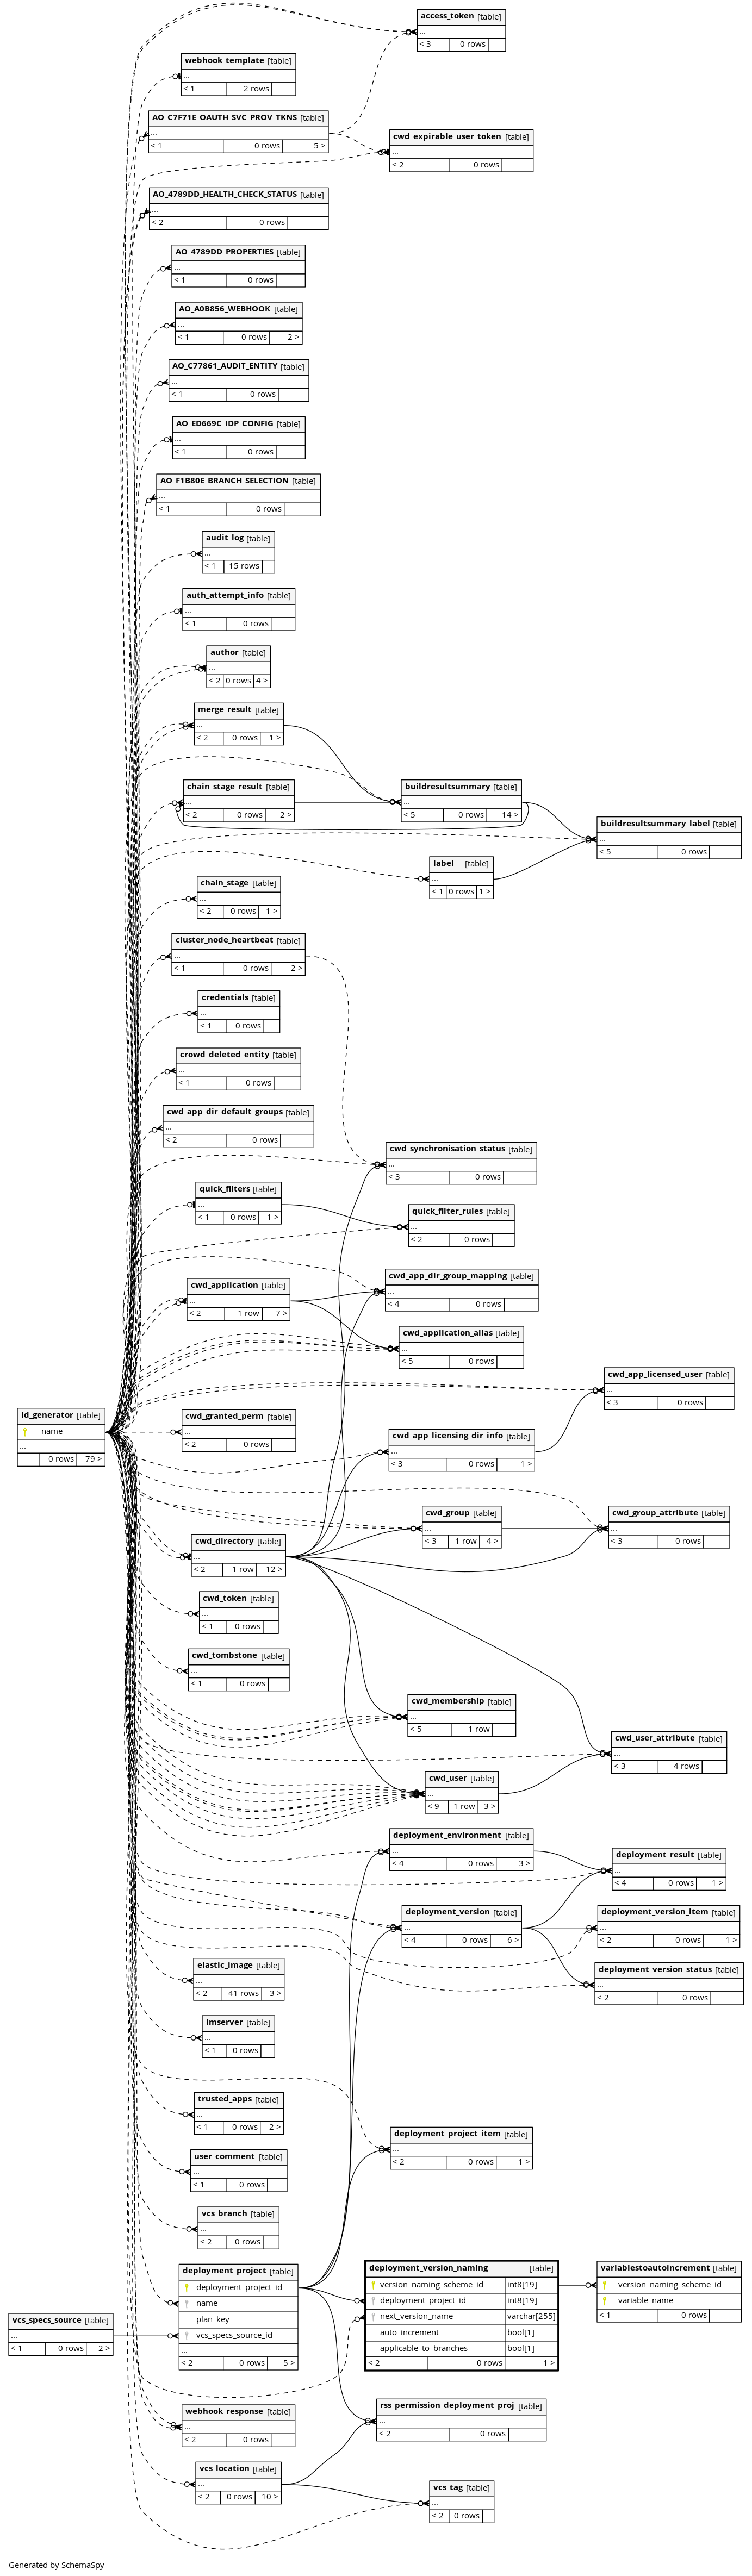 access_token [table]
...
< 3 0 rows
webhook_template [table]
...
< 1 2 rows
AO_C7F71E_OAUTH_SVC_PROV_TKNS [table]
...
< 1 0 rows 5 >
cwd_expirable_user_token [table]
...
< 2 0 rows
AO_4789DD_HEALTH_CHECK_STATUS [table]
...
< 2 0 rows
AO_4789DD_PROPERTIES [table]
...
< 1 0 rows
AO_A0B856_WEBHOOK [table]
...
< 1 0 rows 2 >
AO_C77861_AUDIT_ENTITY [table]
...
< 1 0 rows
AO_ED669C_IDP_CONFIG [table]
...
< 1 0 rows
AO_F1B80E_BRANCH_SELECTION [table]
...
< 1 0 rows
audit_log [table]
...
< 1 15 rows
auth_attempt_info [table]
...
< 1 0 rows
author [table]
...
< 2 0 rows 4 >
merge_result [table]
...
< 2 0 rows 1 >
chain_stage_result [table]
...
< 2 0 rows 2 >
buildresultsummary [table]
...
< 5 0 rows 14 >
buildresultsummary_label [table]
...
< 5 0 rows
label [table]
...
< 1 0 rows 1 >
chain_stage [table]
...
< 2 0 rows 1 >
cluster_node_heartbeat [table]
...
< 1 0 rows 2 >
credentials [table]
...
< 1 0 rows
crowd_deleted_entity [table]
...
< 1 0 rows
cwd_app_dir_default_groups [table]
...
< 2 0 rows
cwd_synchronisation_status [table]
...
< 3 0 rows
quick_filters [table]
...
< 1 0 rows 1 >
quick_filter_rules [table]
...
< 2 0 rows
cwd_app_dir_group_mapping [table]
...
< 4 0 rows
cwd_application [table]
...
< 2 1 row 7 >
cwd_application_alias [table]
...
< 5 0 rows
cwd_app_licensed_user [table]
...
< 3 0 rows
id_generator [table]
name
...
0 rows 79 >
cwd_granted_perm [table]
...
< 2 0 rows
cwd_app_licensing_dir_info [table]
...
< 3 0 rows 1 >
cwd_group [table]
...
< 3 1 row 4 >
cwd_group_attribute [table]
...
< 3 0 rows
cwd_directory [table]
...
< 2 1 row 12 >
cwd_token [table]
...
< 1 0 rows
cwd_tombstone [table]
...
< 1 0 rows
cwd_membership [table]
...
< 5 1 row
cwd_user_attribute [table]
...
< 3 4 rows
cwd_user [table]
...
< 9 1 row 3 >
deployment_environment [table]
...
< 4 0 rows 3 >
deployment_result [table]
...
< 4 0 rows 1 >
deployment_version [table]
...
< 4 0 rows 6 >
deployment_version_item [table]
...
< 2 0 rows 1 >
elastic_image [table]
...
< 2 41 rows 3 >
deployment_version_status [table]
...
< 2 0 rows
imserver [table]
...
< 1 0 rows
trusted_apps [table]
...
< 1 0 rows 2 >
deployment_project_item [table]
...
< 2 0 rows 1 >
user_comment [table]
...
< 1 0 rows
vcs_branch [table]
...
< 2 0 rows
deployment_project [table]
deployment_project_id
name
plan_key
vcs_specs_source_id
...
< 2 0 rows 5 >
deployment_version_naming [table]
version_naming_scheme_id int8[19]
deployment_project_id int8[19]
next_version_name varchar[255]
auto_increment bool[1]
applicable_to_branches bool[1]
< 2 0 rows 1 >
variablestoautoincrement [table]
version_naming_scheme_id
variable_name
< 1 0 rows
vcs_specs_source [table]
...
< 1 0 rows 2 >
rss_permission_deployment_proj [table]
...
< 2 0 rows
webhook_response [table]
...
< 2 0 rows
vcs_location [table]
...
< 2 0 rows 10 >
vcs_tag [table]
...
< 2 0 rows
Generated by SchemaSpy